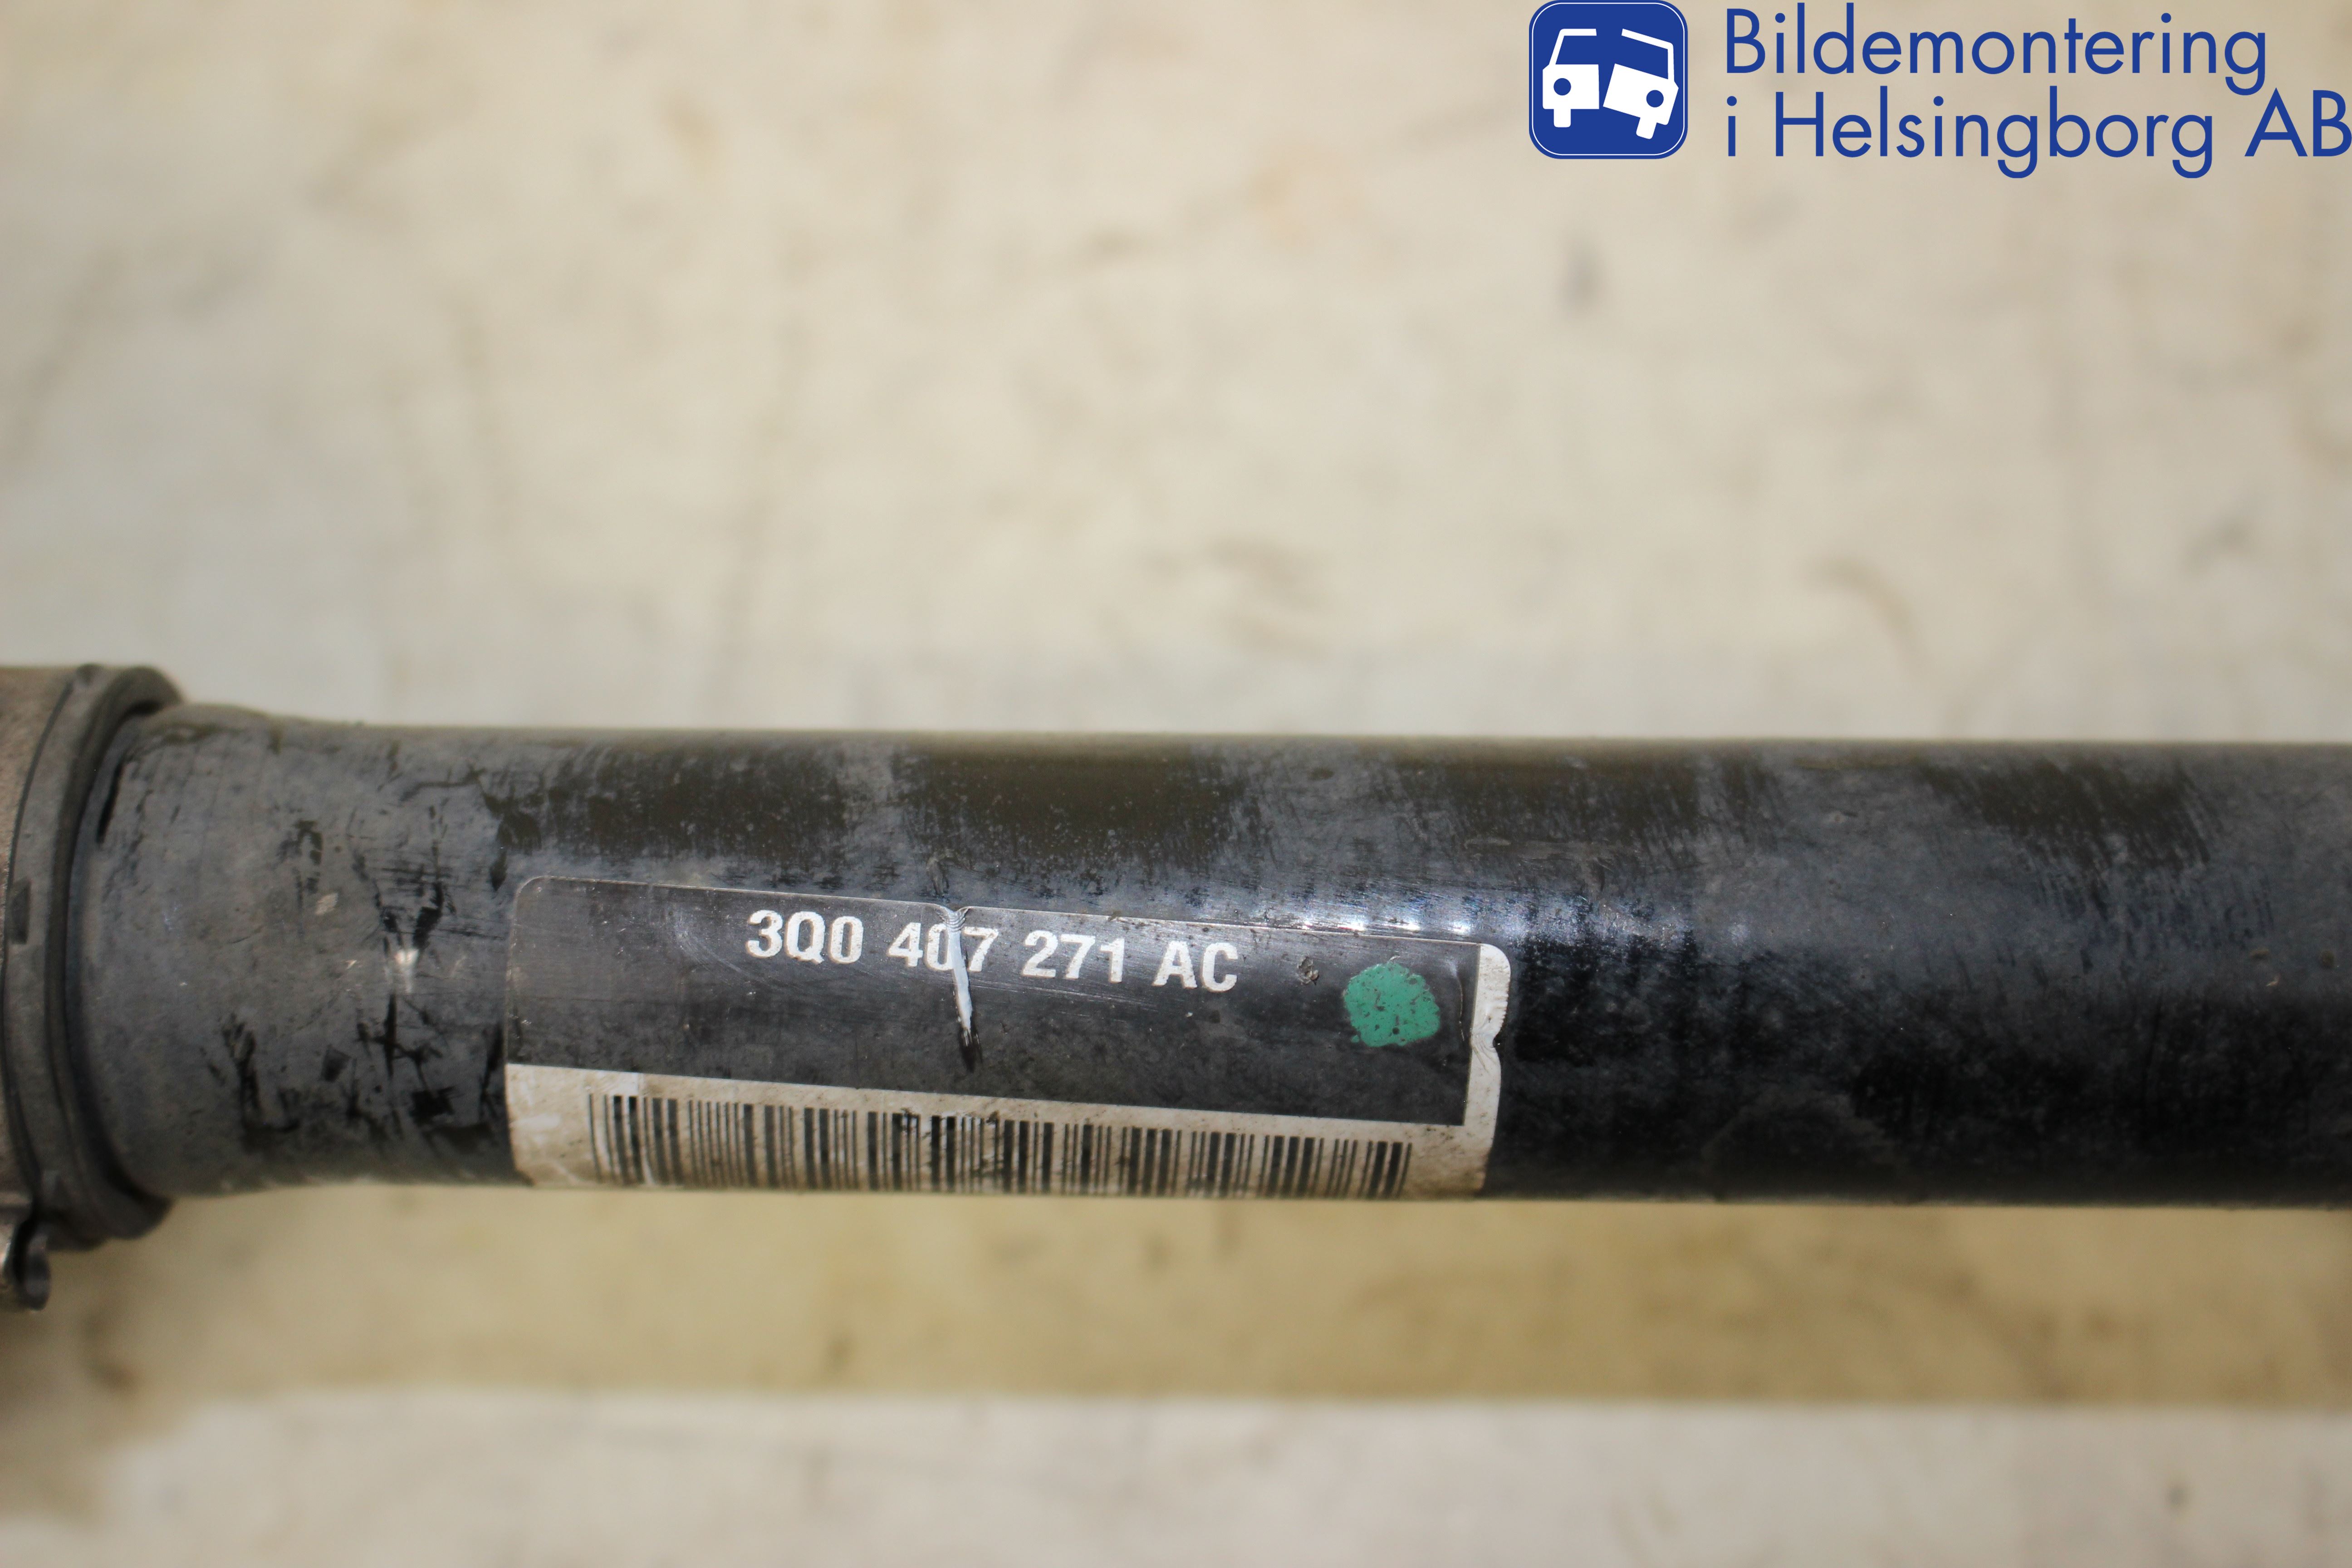 Bildemontering
i Helsingborg AB
3Q0 407 271 AC